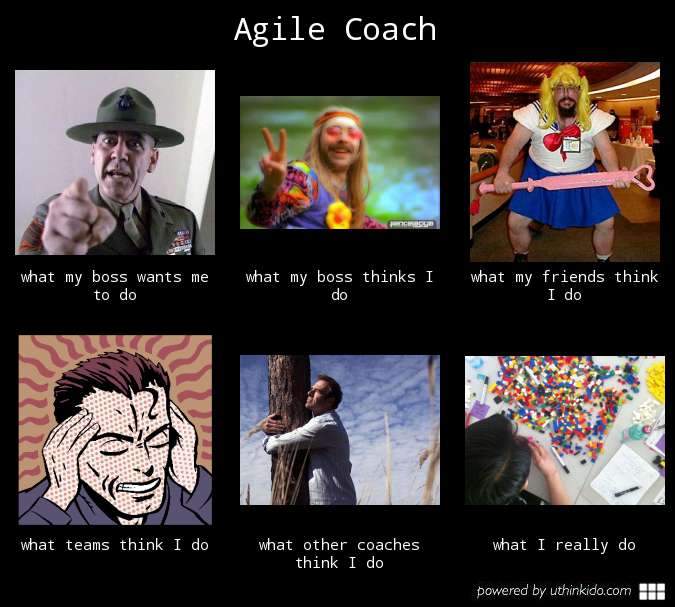 Agile Coach
what my boss wants me
to do
what my boss thinks I
do
what my friends think
I do
what teams think I do
what other coaches
think I do
what I really do
powered by uthinkido.com